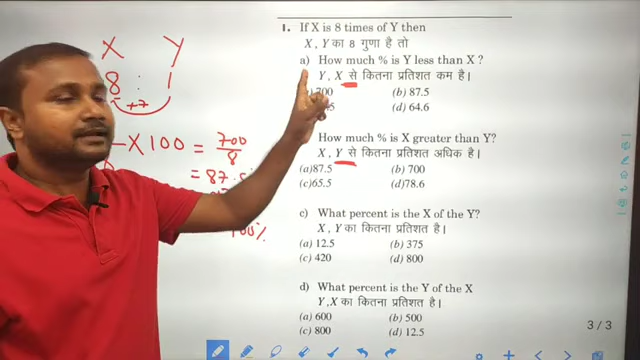 X Y
8 : 1
+7
X 100 = 700/8
= 87.5
100%
1. If X is 8 times of Y then
X, Y का 8 गुणा है तो
a) How much % is Y less than X ?
Y, X से कितना प्रतिशत कम है।
700 (b) 87.5
(d) 64.6
How much % is X greater than Y?
X, Y से कितना प्रतिशत अधिक है।
(a)87.5 (b) 700
(c)65.5 (d)78.6
c) What percent is the X of the Y?
X, Y का कितना प्रतिशत है।
(a) 12.5 (b) 375
(c) 420 (d) 800
d) What percent is the Y of the X
Y,X का कितना प्रतिशत है।
(a) 600 (b) 500
(c) 800 (d) 12.5
3 / 3